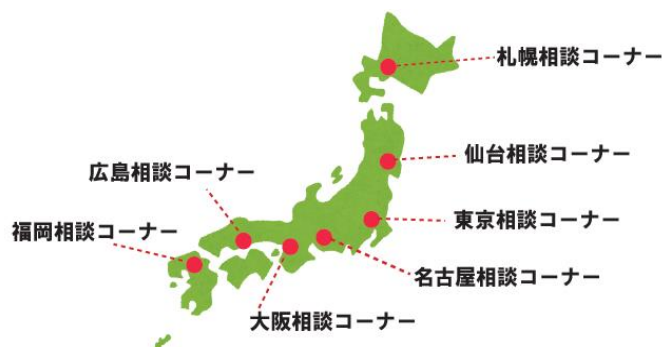 札幌相談コーナー
仙台相談コーナー
広島相談コーナー
東京相談コーナー
福岡相談コーナー
名古屋相談コーナー
大阪相談コーナー